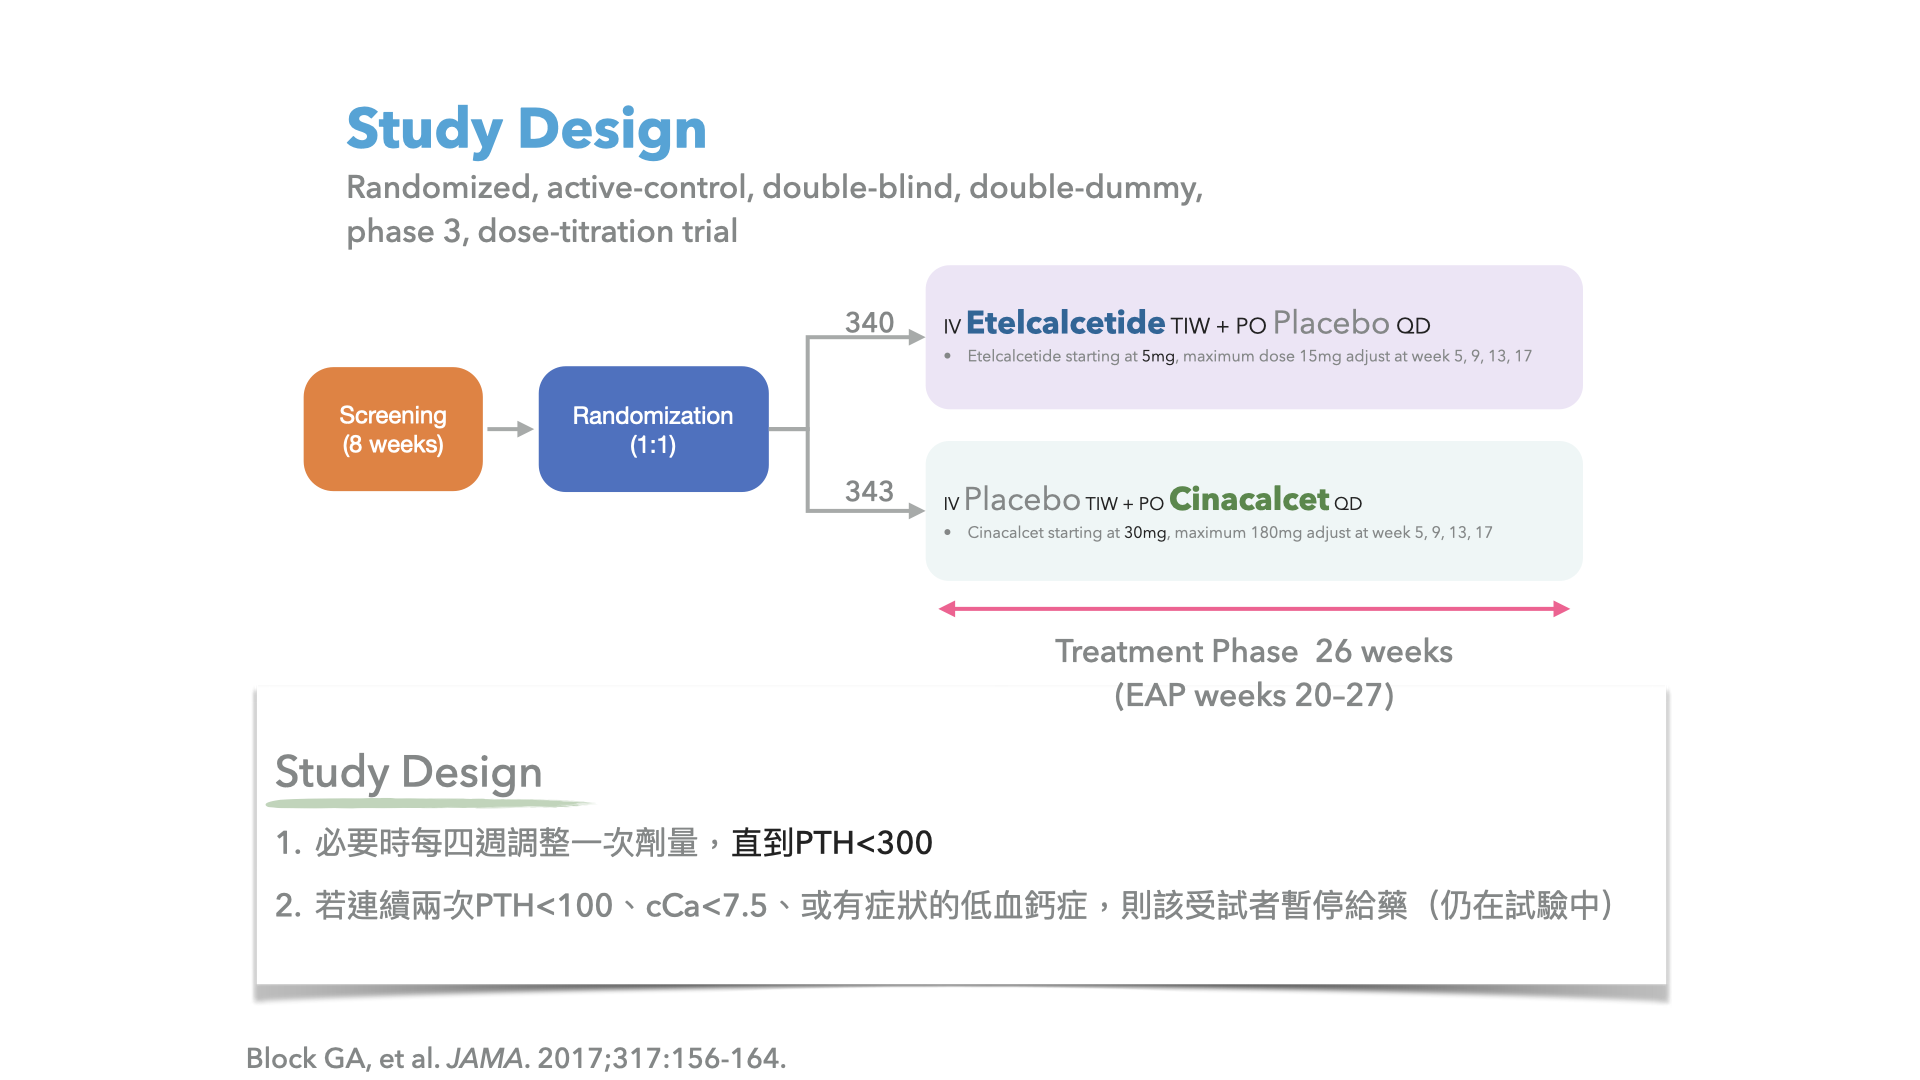 Study Design
Randomized, active-control, double-blind, double-dummy,
phase 3, dose-titration trial
Screening
(8 weeks)
Randomization
(1:1)
340
343
IV Etelcalcetide TIW + PO Placebo QD
• Etelcalcetide starting at 5mg, maximum dose 15mg adjust at week 5, 9, 13, 17
IV Placebo TIW + PO Cinacalcet QD
• Cinacalcet starting at 30mg, maximum 180mg adjust at week 5, 9, 13, 17
Treatment Phase 26 weeks
(EAP weeks 20–27)
Study Design
1. 必要時每四週調整一次劑量，直到PTH<300
2. 若連續兩次PTH<100、cCa<7.5、或有症狀的低血鈣症，則該受試者暫停給藥（仍在試驗中）
Block GA, et al. JAMA. 2017;317:156-164.